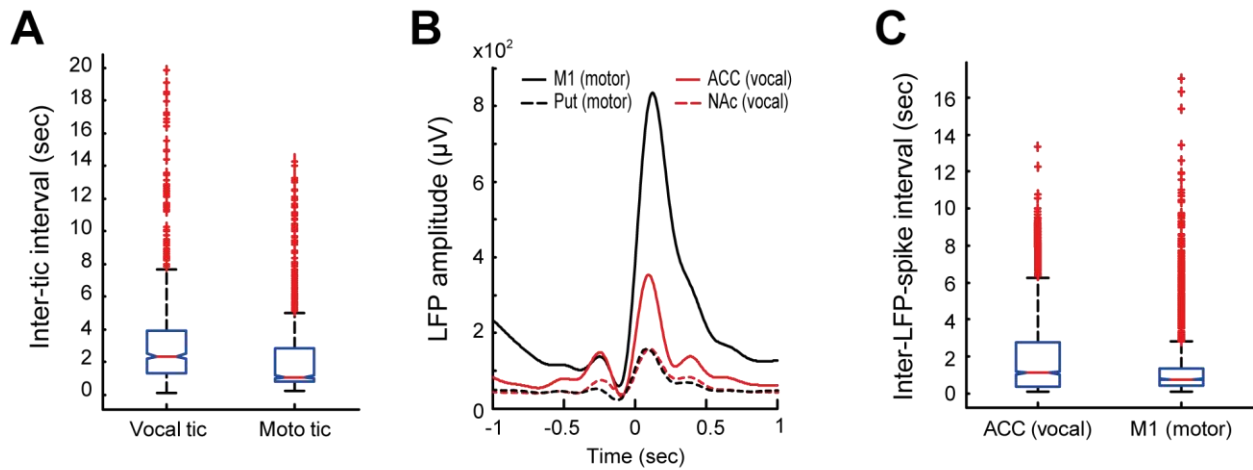 A
Inter-tic interval (sec)
20
18
16
14
12
10
8
6
4
2
0
Vocal tic
Moto tic
B
x10²
LFP amplitude (µV)
8
6
4
2
0
M1 (motor)
Put (motor)
ACC (vocal)
NAc (vocal)
-1
-0.5
0
0.5
1
Time (sec)
C
Inter-LFP-spike interval (sec)
16
14
12
10
8
6
4
2
0
ACC (vocal)
M1 (motor)